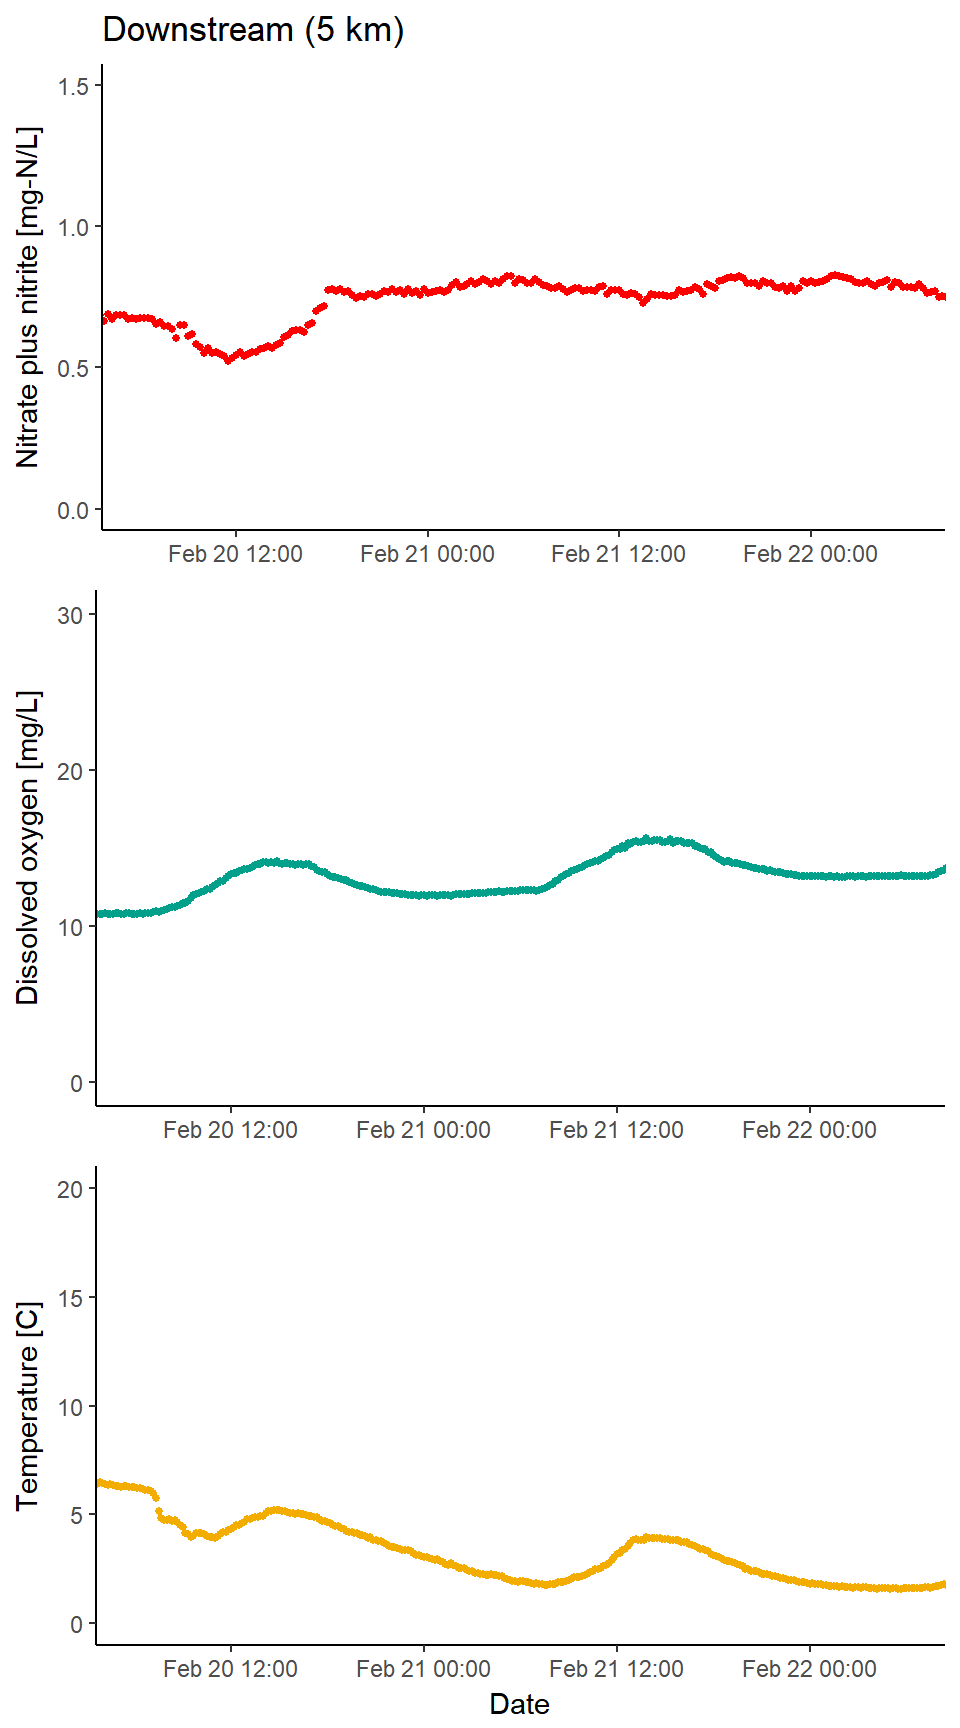 Downstream (5 km)
Nitrate plus nitrite [mg-N/L]
1.5
1.0
0.5
0.0
Feb 20 12:00 Feb 21 00:00 Feb 21 12:00 Feb 22 00:00
Dissolved oxygen [mg/L]
30
20
10
0
Feb 20 12:00 Feb 21 00:00 Feb 21 12:00 Feb 22 00:00
Temperature [C]
20
15
10
5
0
Feb 20 12:00 Feb 21 00:00 Feb 21 12:00 Feb 22 00:00
Date